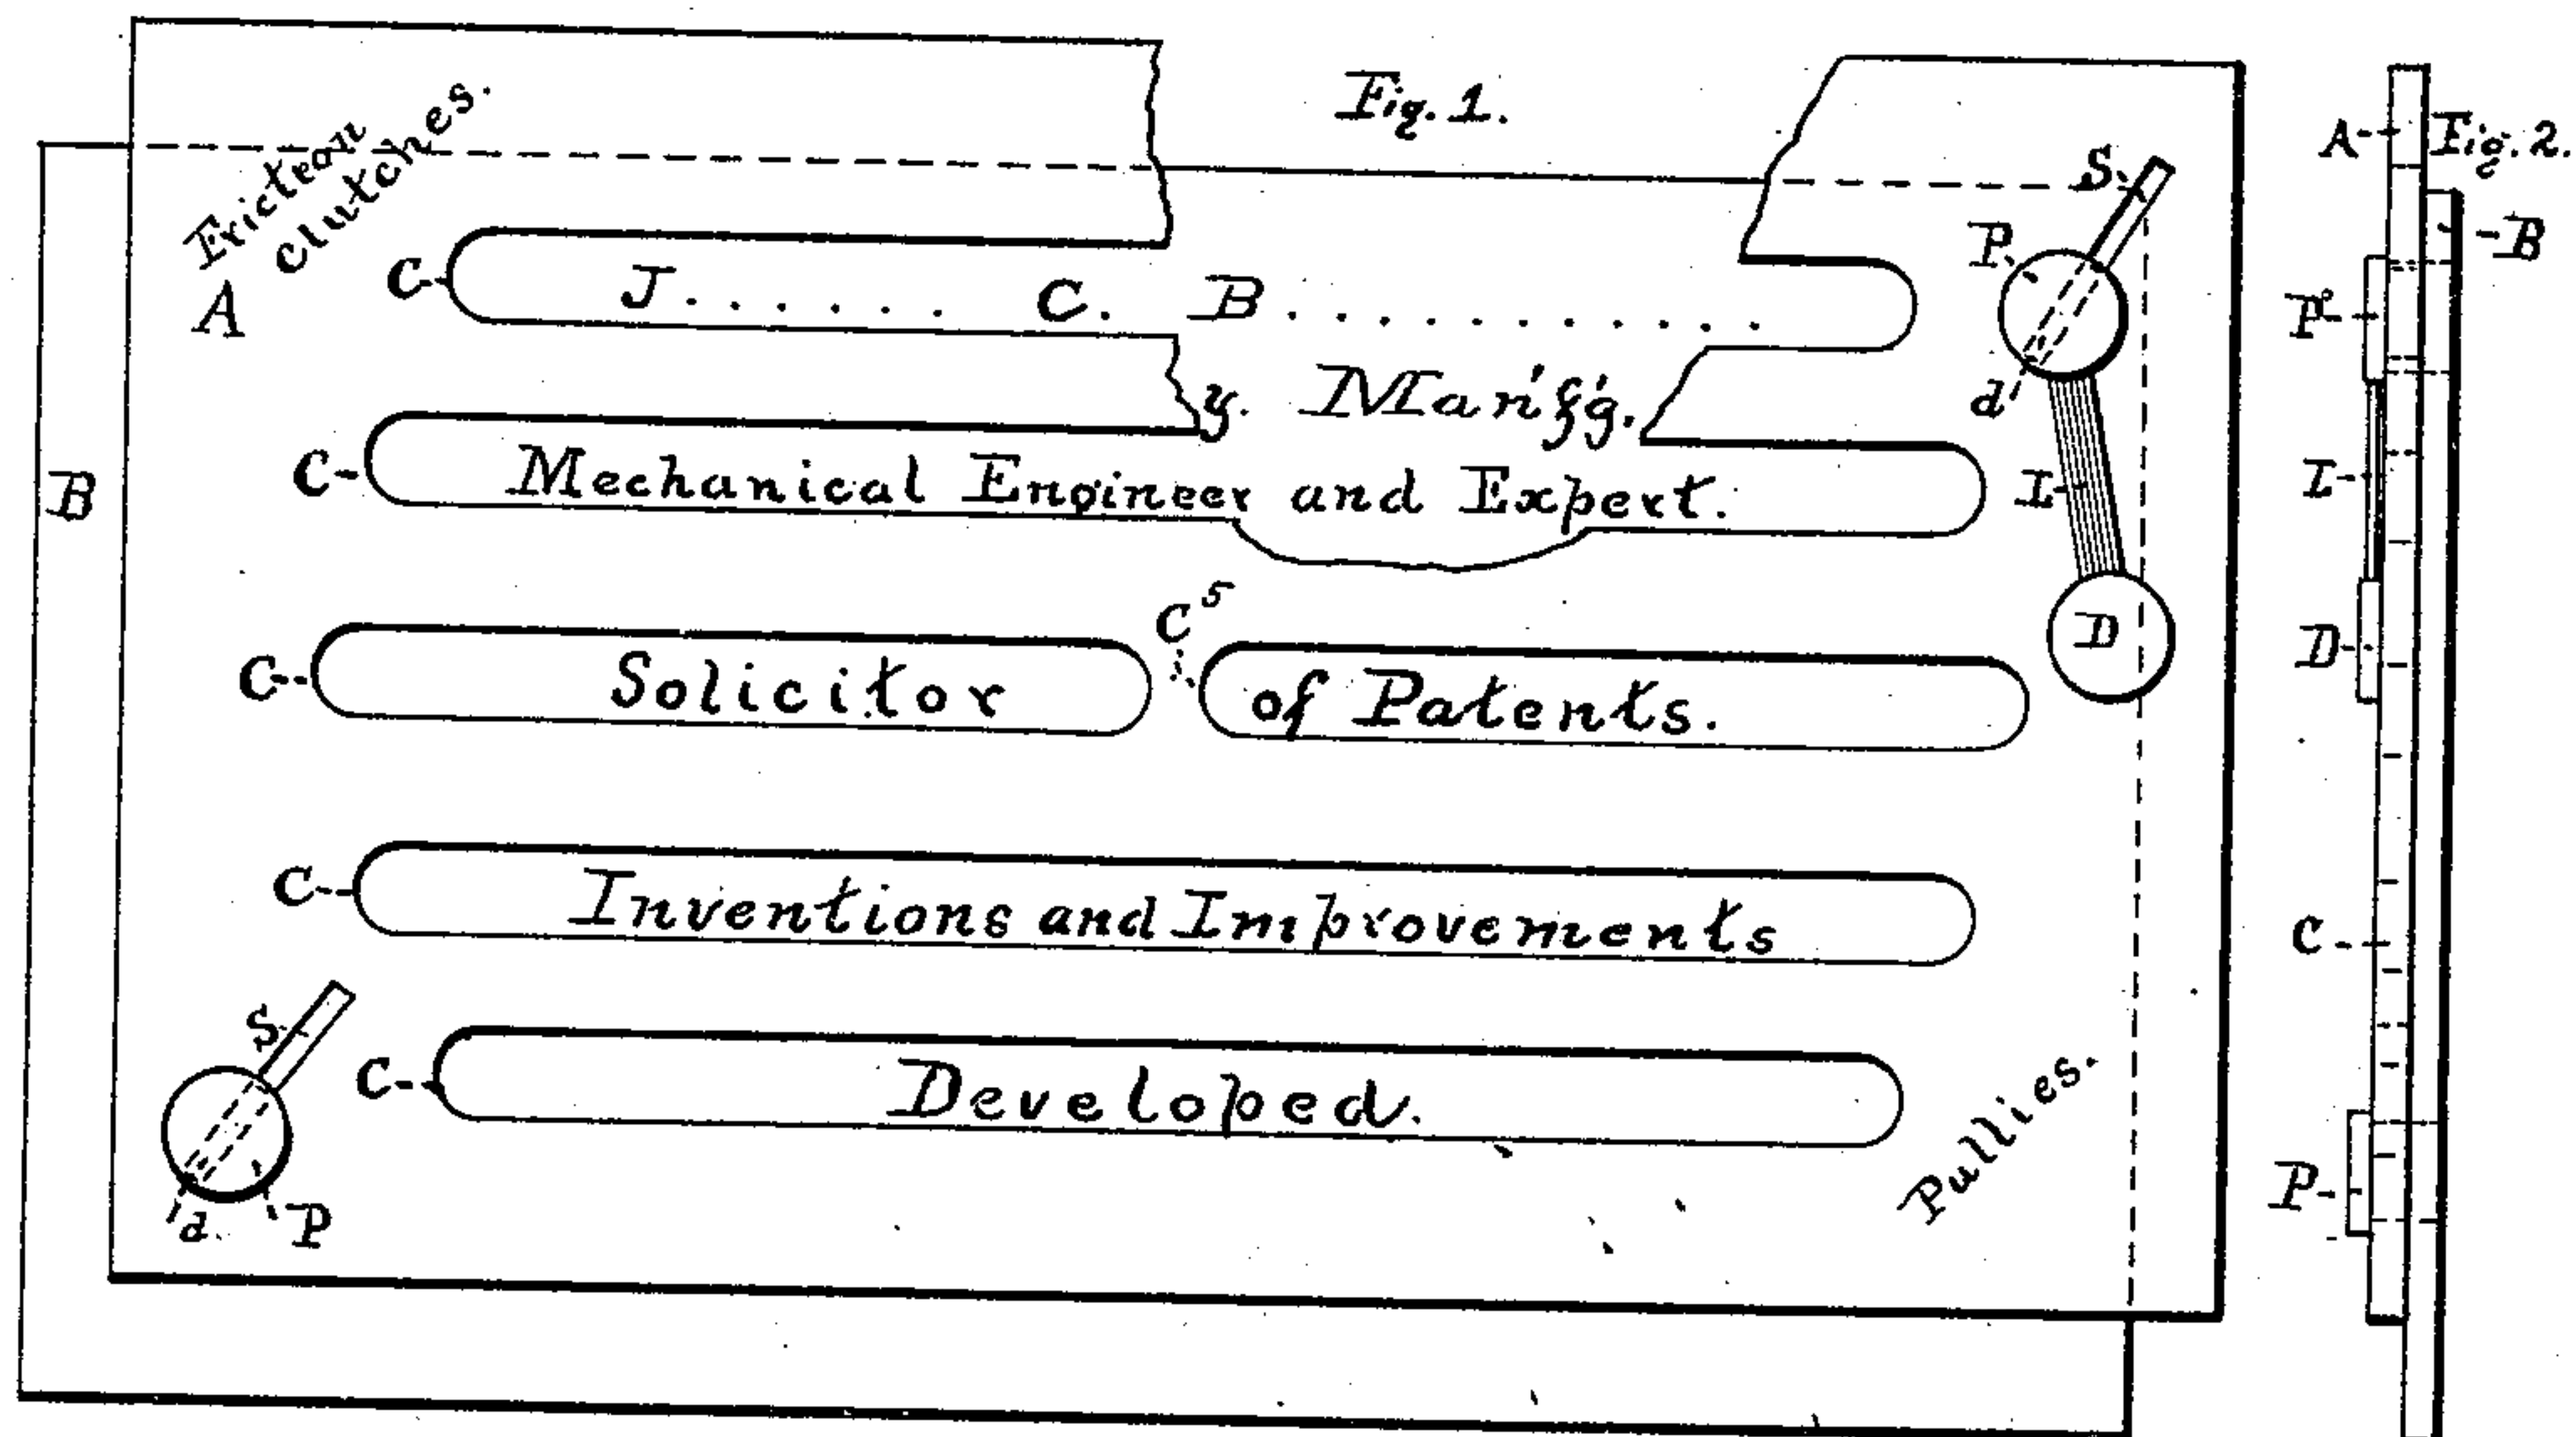 Fig. 1.
Fig. 2.
Friction
Clutches.
A
B
C
J. . . . . . C. B. . . . . . . . . . . .
S
P
d
y. Man'f'g.
C
Mechanical Engineer and Expert.
L
D
C
Solicitor
C⁵
of Patents.
C
Inventions and Improvements
S
C
Developed.
Pullies.
d.
P
A
B
P²
L
D
C
P